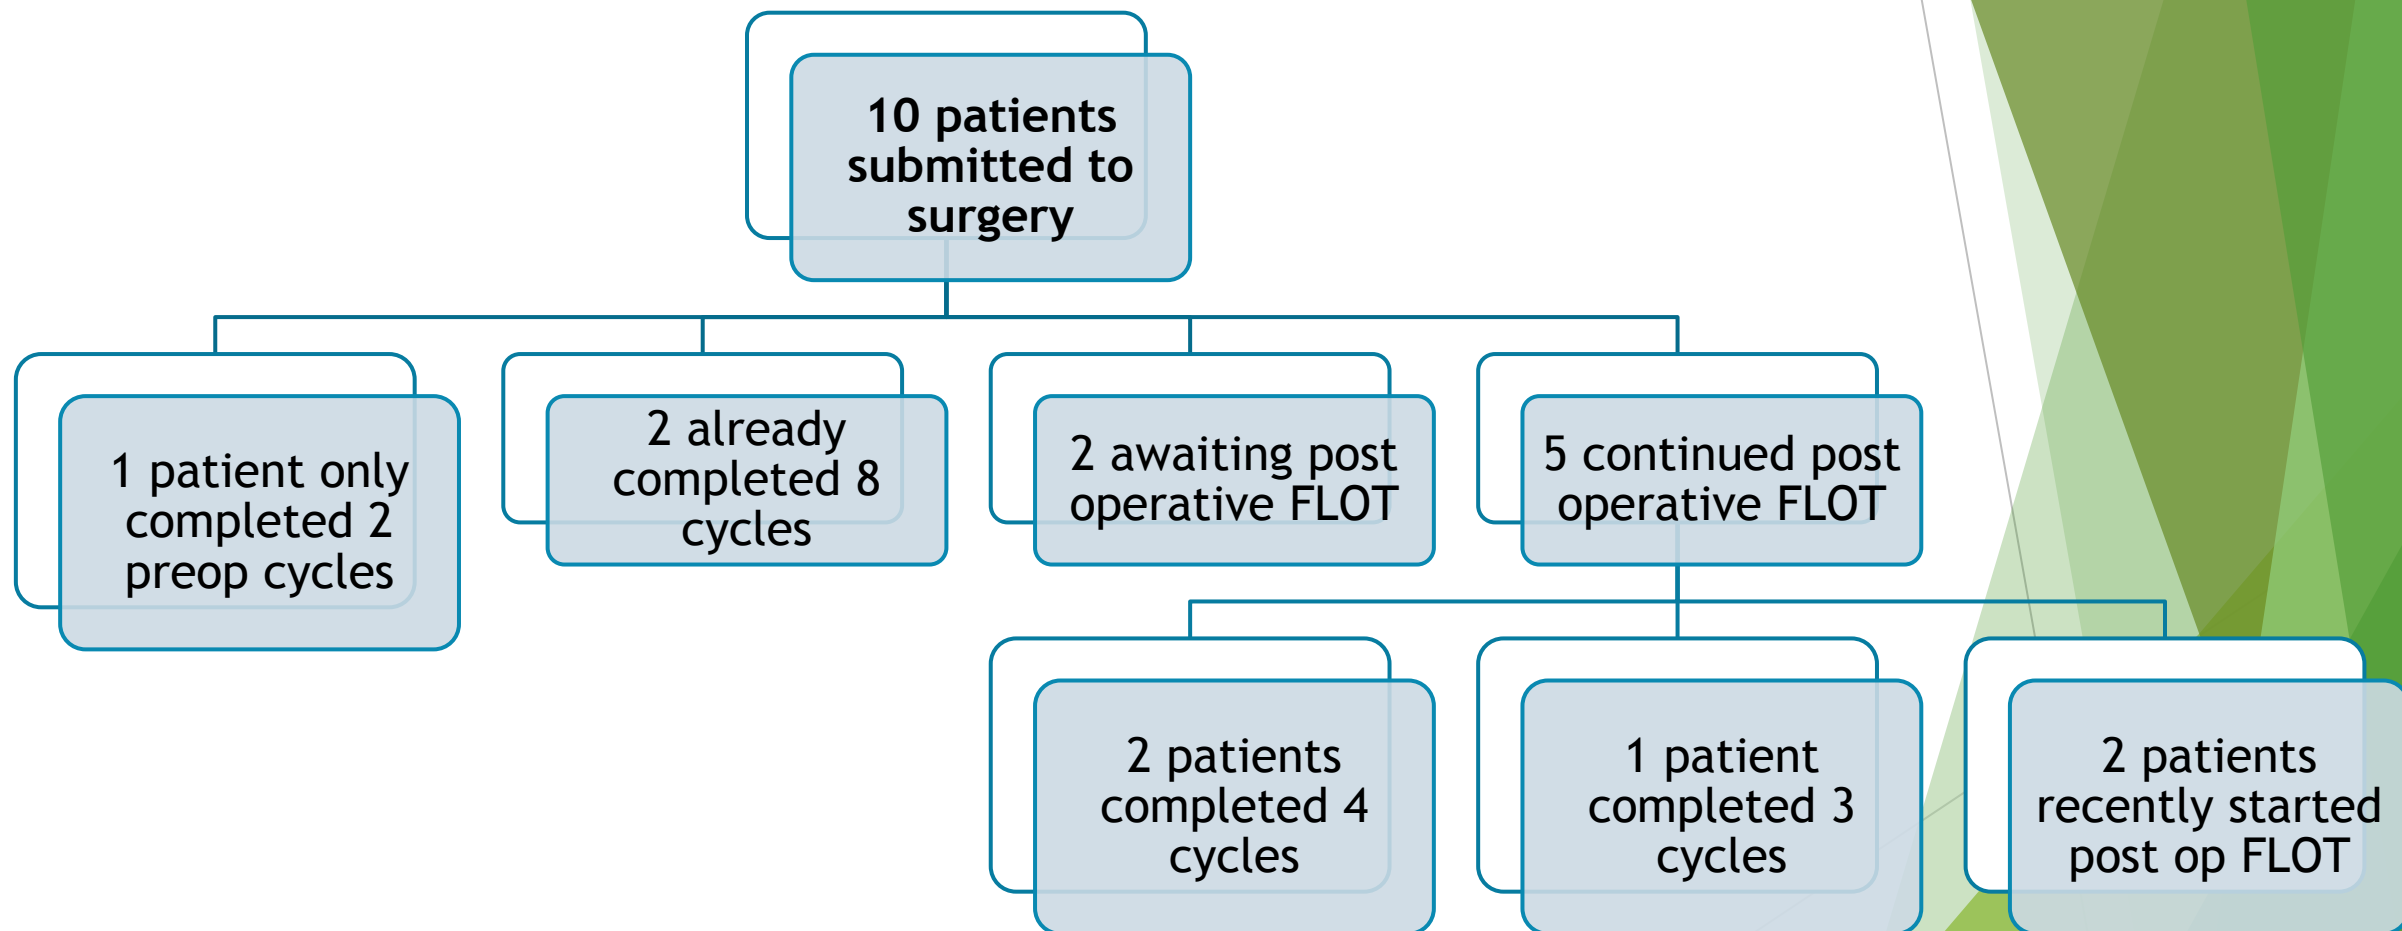 10 patients
submitted to
surgery
1 patient only
completed 2
preop cycles
2 already
completed 8
cycles
2 awaiting post
operative FLOT
5 continued post
operative FLOT
2 patients
completed 4
cycles
1 patient
completed 3
cycles
2 patients
recently started
post op FLOT